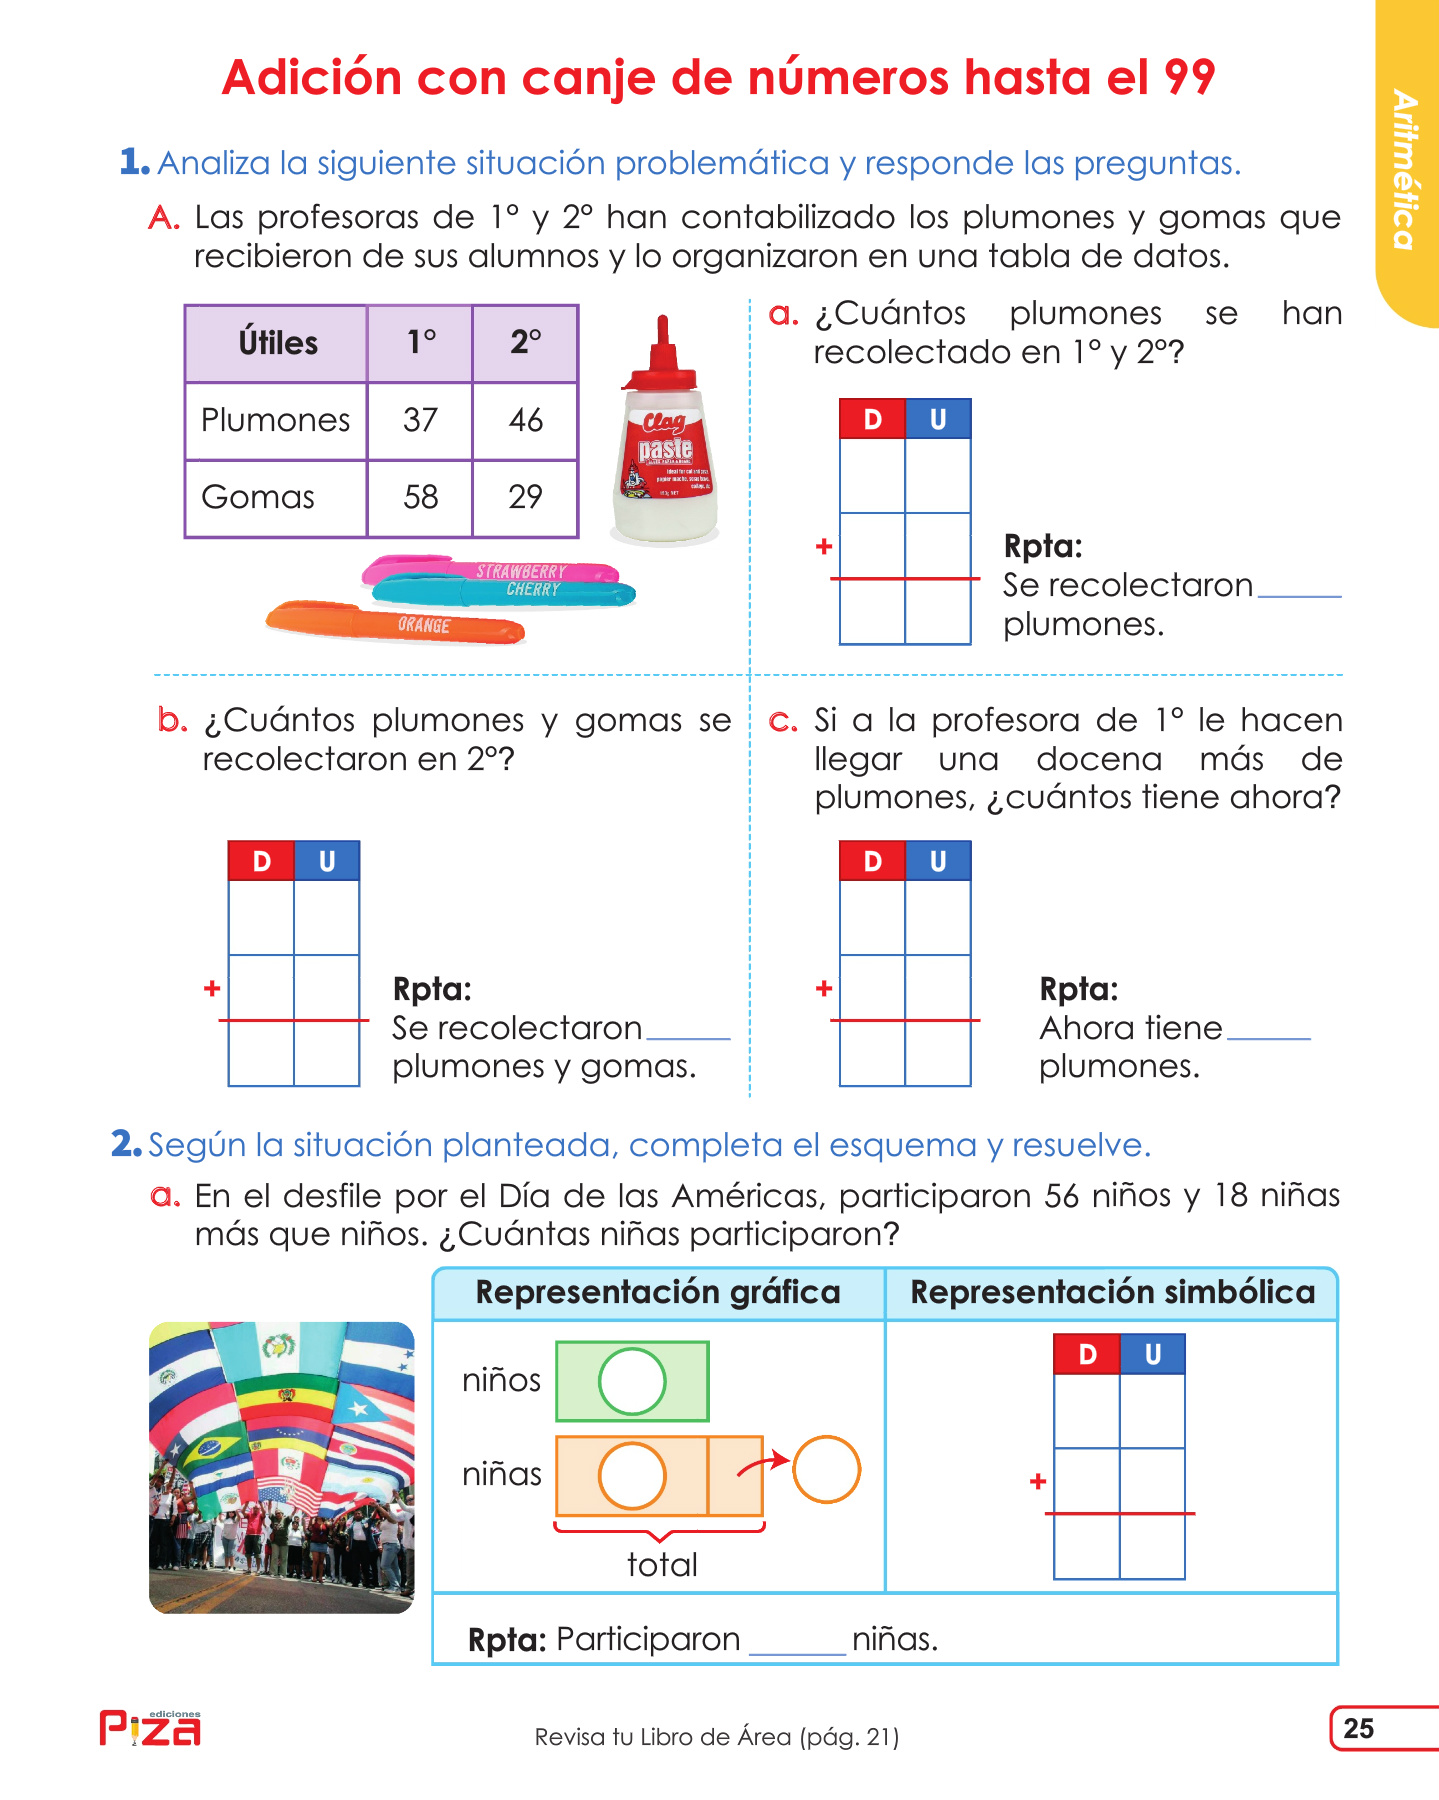 Adición con canje de números hasta el 99
Aritmética
1. Analiza la siguiente situación problemática y responde las preguntas.
A. Las profesoras de 1° y 2° han contabilizado los plumones y gomas que
recibieron de sus alumnos y lo organizaron en una tabla de datos.
Útiles 1° 2°
Plumones 37 46
Gomas 58 29
Clag
paste
STRAWBERRY
CHERRY
ORANGE
a. ¿Cuántos plumones se han
recolectado en 1° y 2°?
D U
+
Rpta:
Se recolectaron
plumones.
b. ¿Cuántos plumones y gomas se
recolectaron en 2°?
D U
+
Rpta:
Se recolectaron
plumones y gomas.
c. Si a la profesora de 1° le hacen
llegar una docena más de
plumones, ¿cuántos tiene ahora?
D U
+
Rpta:
Ahora tiene
plumones.
2. Según la situación planteada, completa el esquema y resuelve.
a. En el desfile por el Día de las Américas, participaron 56 niños y 18 niñas
más que niños. ¿Cuántas niñas participaron?
Representación gráfica Representación simbólica
niños
niñas
total
D U
+
Rpta: Participaron ______ niñas.
ediciones
Piza
Revisa tu Libro de Área (pág. 21)
25